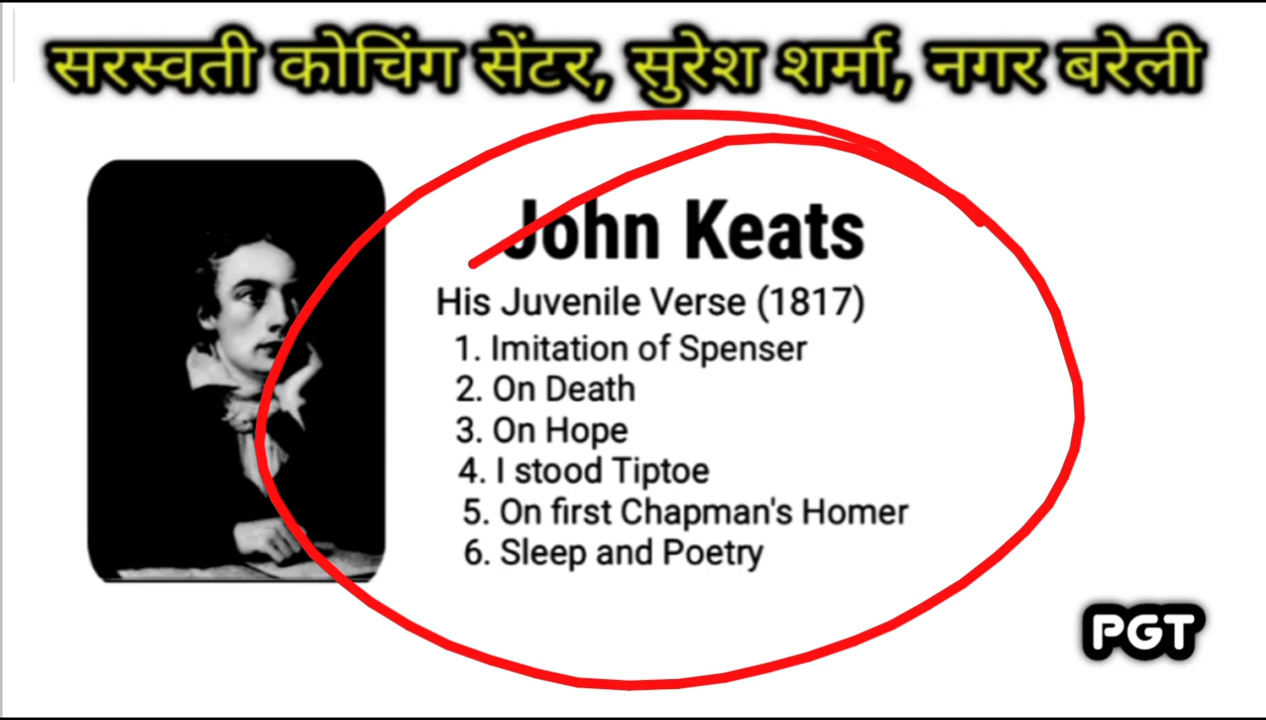 सरस्वती कोचिंग सेंटर, सुरेश शर्मा, नगर बरेली
John Keats
His Juvenile Verse (1817)
1. Imitation of Spenser
2. On Death
3. On Hope
4. I stood Tiptoe
5. On first Chapman's Homer
6. Sleep and Poetry
PGT